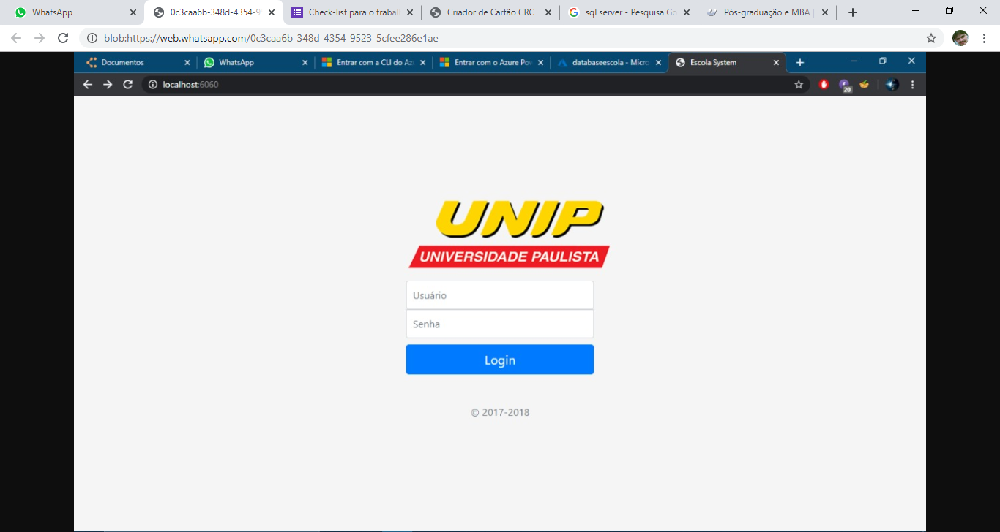 WhatsApp
0c3caa6b-348d-4354-9
Check-list para o trabal
Criador de Cartão CRC
sql server - Pesquisa Go
Pós-graduação e MBA |
blob:https://web.whatsapp.com/0c3caa6b-348d-4354-9523-5cfee286e1ae
Documentos
WhatsApp
Entrar com a CLI do Az
Entrar com o Azure Pow
databaseescola - Micro
Escola System
localhost:6060
20
UNIP
UNIVERSIDADE PAULISTA
Usuário
Senha
Login
© 2017-2018